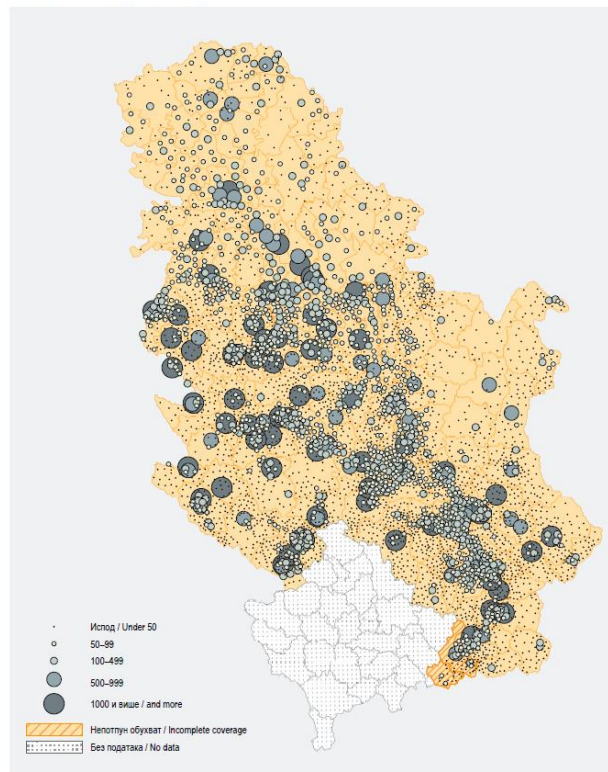 Испод / Under 50
50–99
100–499
500–999
1000 и више / and more
Непотпун обухват / Incomplete coverage
Без података / No data